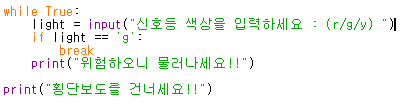 while True:
    light = input("신호등 색상을 입력하세요 : (r/g/y) ")
    if light == 'g':
        break
    print("위험하오니 물러나세요!!")
print("횡단보도를 건너세요!!")